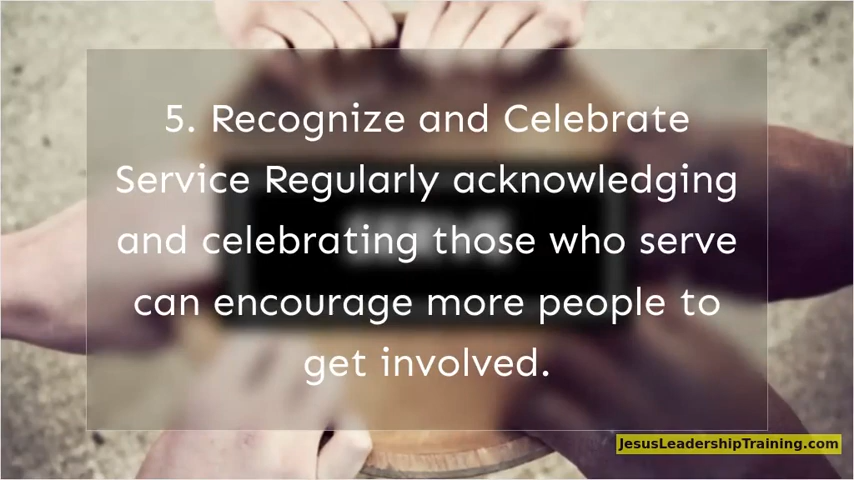 5. Recognize and Celebrate
Service Regularly acknowledging
and celebrating those who serve
can encourage more people to
get involved.
JesusLeadershipTraining.com